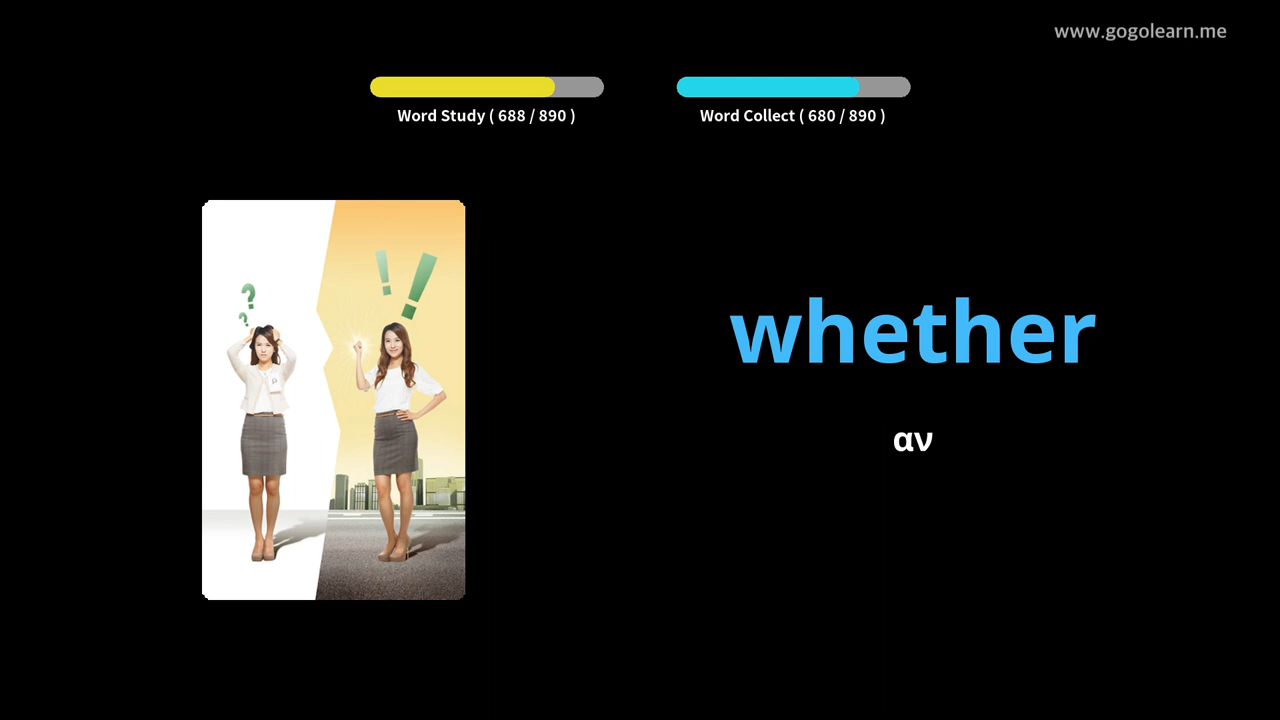 www.gogolearn.me
Word Study ( 688 / 890 )
Word Collect ( 680 / 890 )
? ?
! !
whether
αν